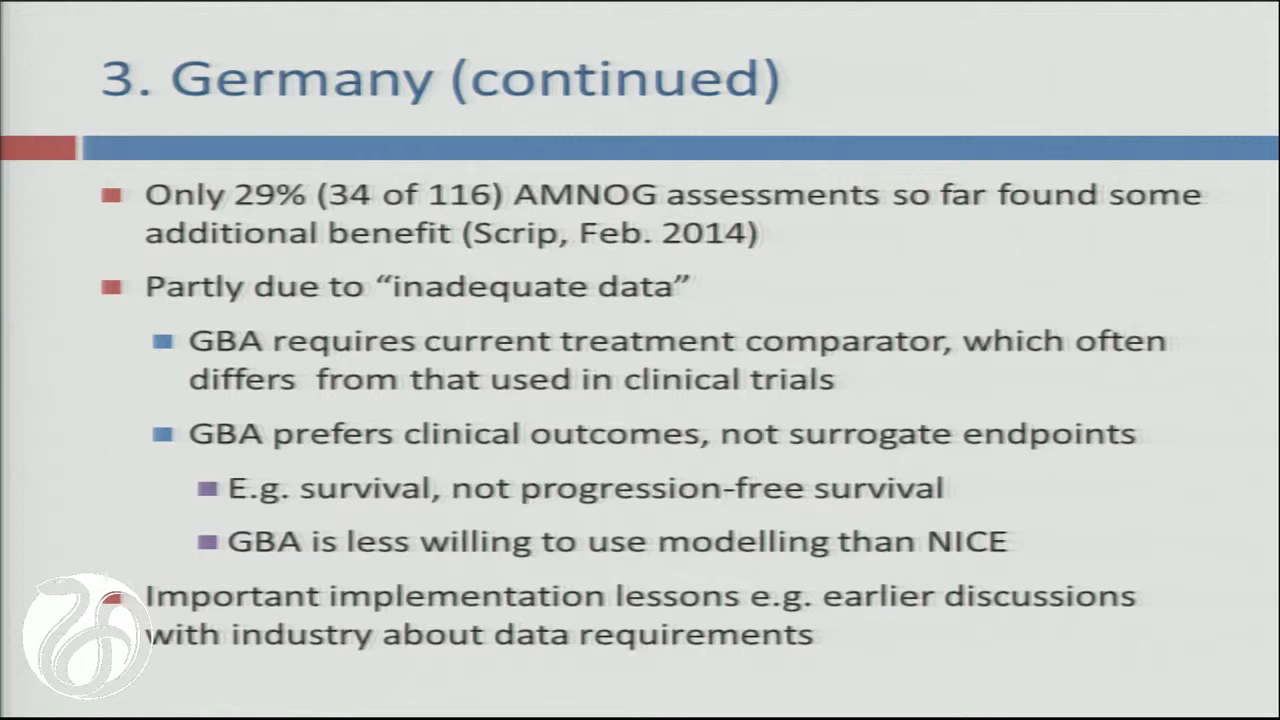 3. Germany (continued)
Only 29% (34 of 116) AMNOG assessments so far found some
additional benefit (Scrip, Feb. 2014)
Partly due to “inadequate data”
GBA requires current treatment comparator, which often
differs from that used in clinical trials
GBA prefers clinical outcomes, not surrogate endpoints
E.g. survival, not progression-free survival
GBA is less willing to use modelling than NICE
Important implementation lessons e.g. earlier discussions
with industry about data requirements